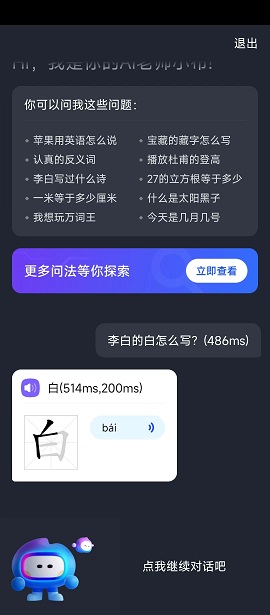 退出
Hi，我是你的AI老师小布!
你可以问我这些问题：
• 苹果用英语怎么说
• 宝藏的藏字怎么写
• 认真的反义词
• 播放杜甫的登高
• 李白写过什么诗
• 27的立方根等于多少
• 一米等于多少厘米
• 什么是太阳黑子
• 我想玩万词王
• 今天是几月几号
更多问法等你探索
立即查看
李白的白怎么写? (486ms)
白(514ms,200ms)
白
bái
点我继续对话吧